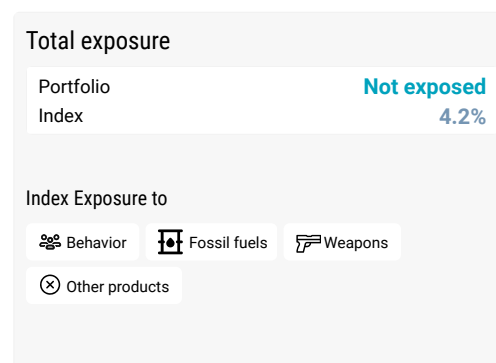 Total exposure
Portfolio Not exposed
Index 4.2%
Index Exposure to
Behavior Fossil fuels Weapons
Other products